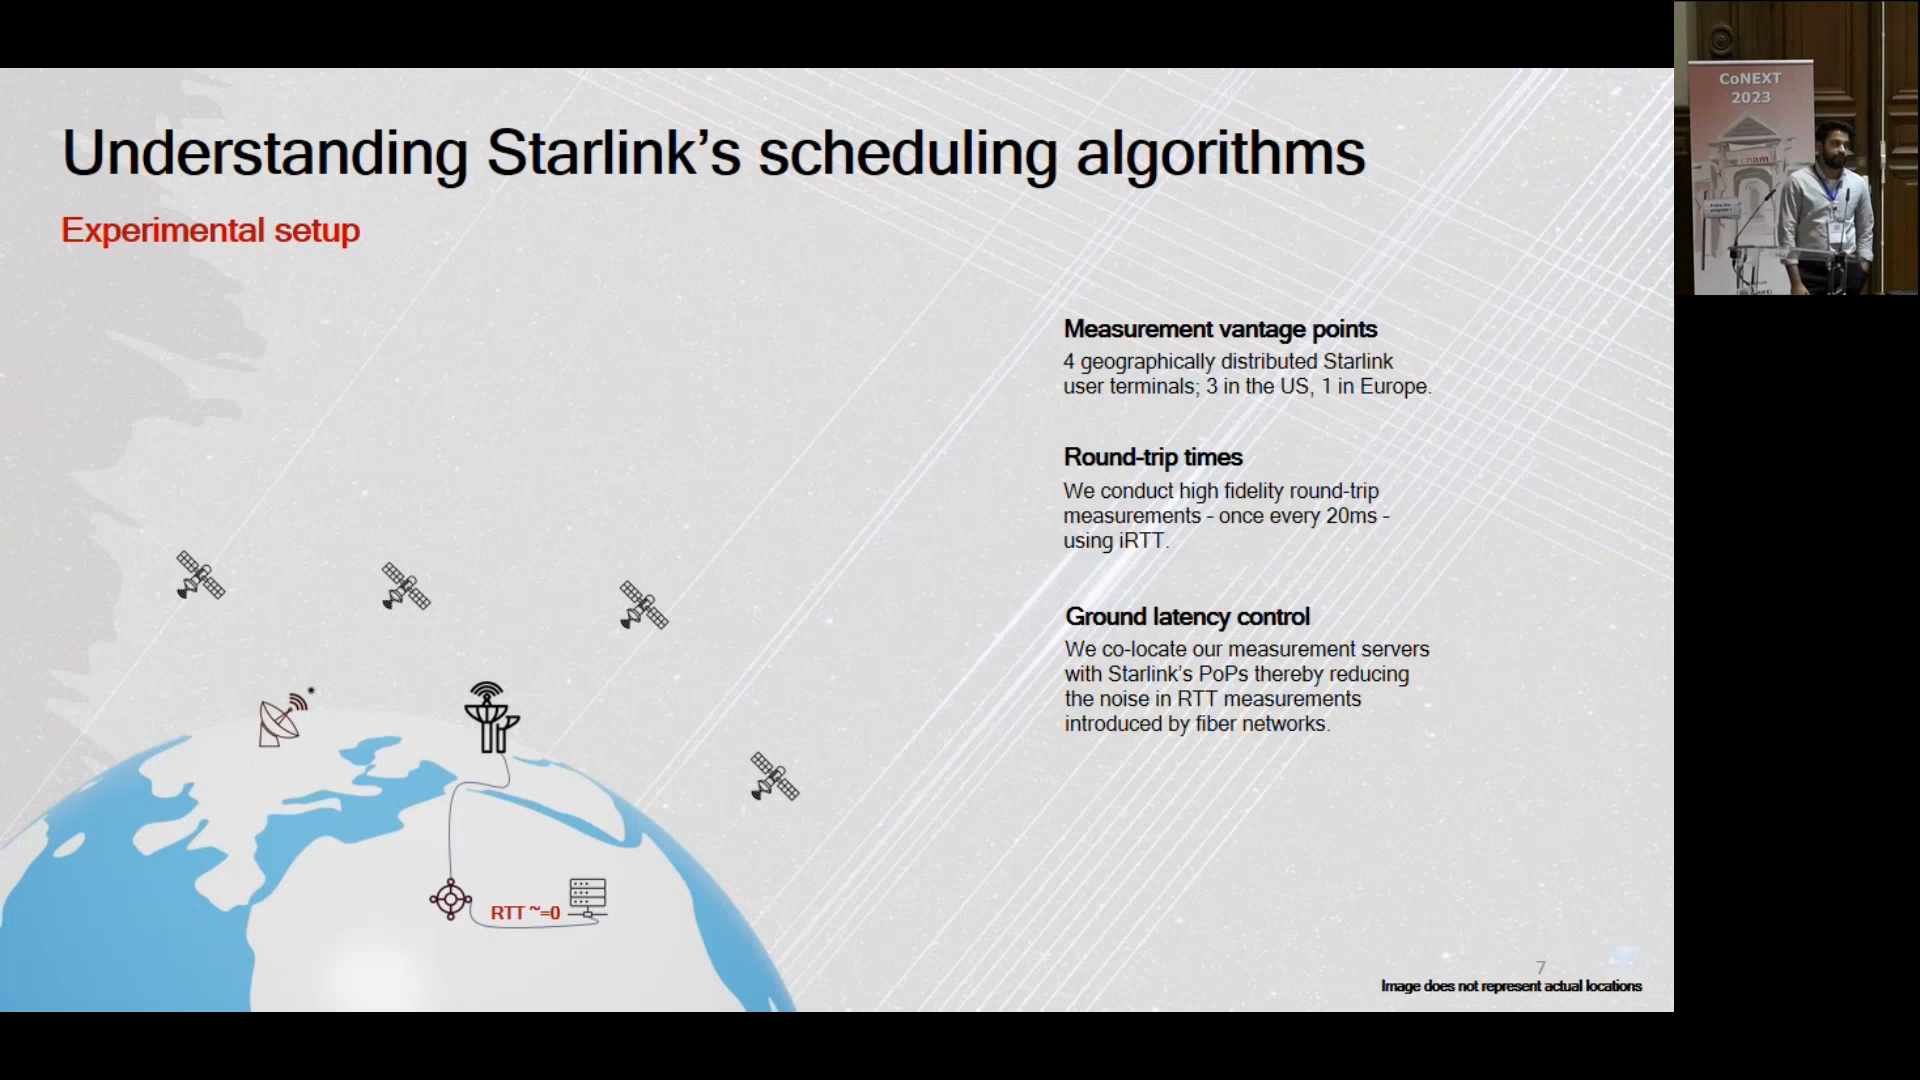 Understanding Starlink's scheduling algorithms
Experimental setup
Measurement vantage points
4 geographically distributed Starlink
user terminals; 3 in the US, 1 in Europe.
Round-trip times
We conduct high fidelity round-trip
measurements - once every 20ms -
using iRTT.
Ground latency control
We co-locate our measurement servers
with Starlink's PoPs thereby reducing
the noise in RTT measurements
introduced by fiber networks.
RTT ~=0
7
Image does not represent actual locations
CoNEXT
2023
cnam